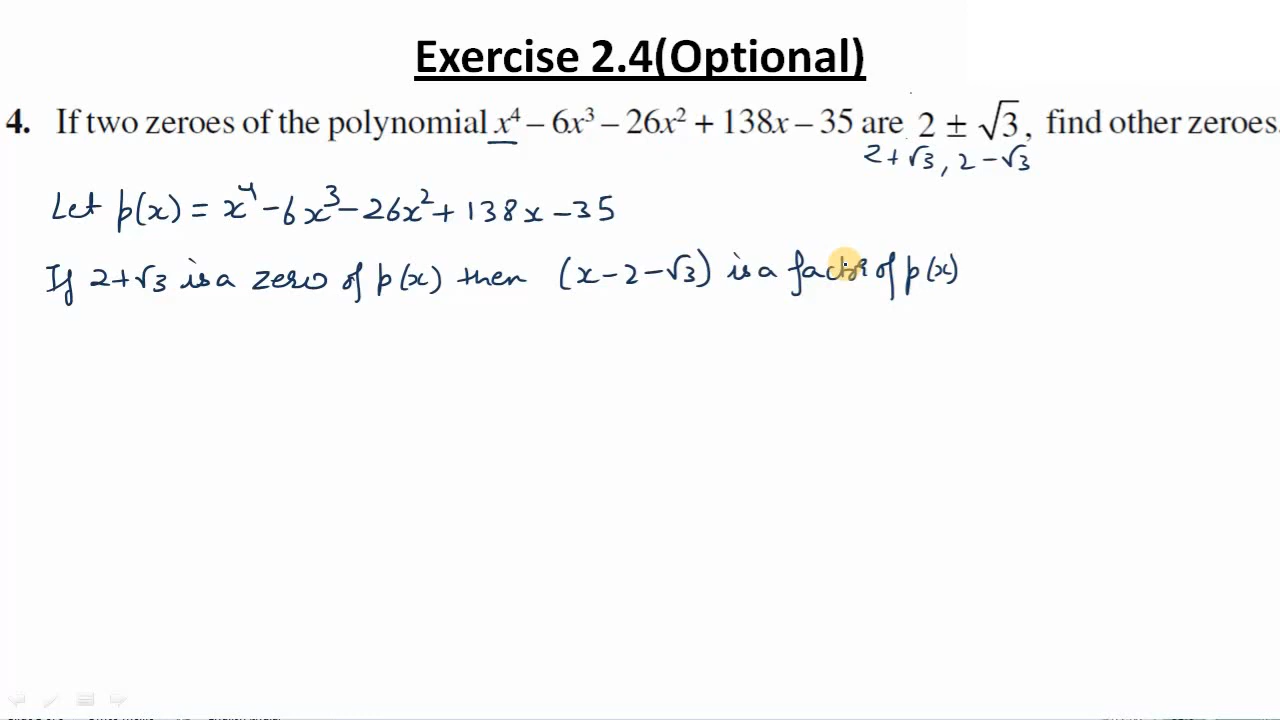 Exercise 2.4(Optional)
4. If two zeroes of the polynomial x⁴ – 6x³ – 26x² + 138x – 35 are 2 ± √3, find other zeroes.
2+√3, 2-√3
Let p(x) = x⁴-6x³-26x²+138x-35
If 2+√3 is a zero of p(x) then (x-2-√3) is a factor of p(x)